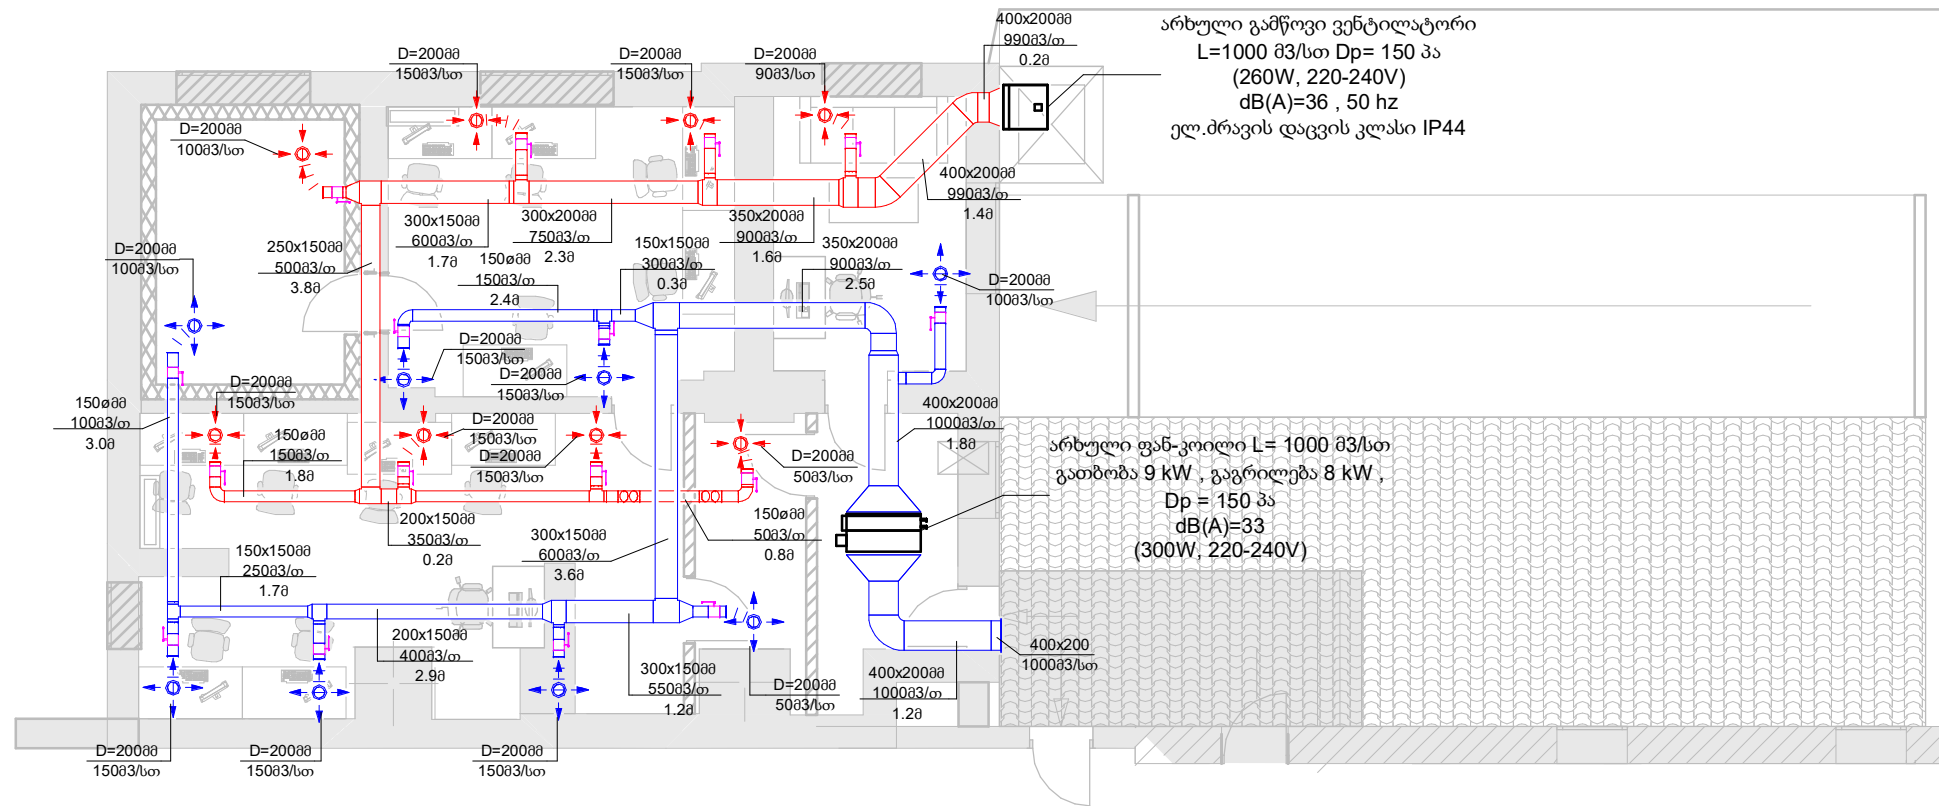 400x200მმ
990მ3/თ
0.2მ
არხული გამწოვი ვენტილატორი
L=1000 მ3/სთ Dp= 150 პა
(260W, 220-240V)
dB(A)=36 , 50 hz
ელ.ძრავის დაცვის კლასი IP44
D=200მმ
150მ3/სთ
D=200მმ
150მ3/სთ
D=200მმ
90მ3/სთ
D=200მმ
100მ3/სთ
400x200მმ
990მ3/თ
1.4მ
300x150მმ
600მ3/თ
1.7მ
300x200მმ
750მ3/თ
2.3მ
350x200მმ
900მ3/თ
1.6მ
D=200მმ
100მ3/სთ
250x150მმ
500მ3/თ
3.8მ
150ømმ
150მ3/თ
2.4მ
150x150მმ
300მ3/თ
0.3მ
350x200მმ
900მ3/თ
2.5მ
D=200მმ
100მ3/სთ
D=200მმ
150მ3/სთ
D=200მმ
150მ3/სთ
D=200მმ
150მ3/სთ
150øმმ
100მ3/თ
3.0მ
150øმმ
150მ3/თ
1.8მ
D=200მმ
150მ3/სთ
D=200მმ
150მ3/სთ
D=200მმ
50მ3/სთ
400x200მმ
1000მ3/თ
1.8მ
არხული ფან-კოილი L= 1000 მ3/სთ
გათბობა 9 kW , გაგრილება 8 kW ,
Dp = 150 პა
dB(A)=33
(300W, 220-240V)
200x150მმ
350მ3/თ
0.2მ
300x150მმ
600მ3/თ
3.6მ
150øმმ
50მ3/თ
0.8მ
150x150მმ
250მ3/თ
1.7მ
200x150მმ
400მ3/თ
2.9მ
300x150მმ
550მ3/თ
1.2მ
D=200მმ
50მ3/სთ
400x200მმ
1000მ3/თ
1.2მ
400x200
1000მ3/სთ
D=200მმ
150მ3/სთ
D=200მმ
150მ3/სთ
D=200მმ
150მ3/სთ